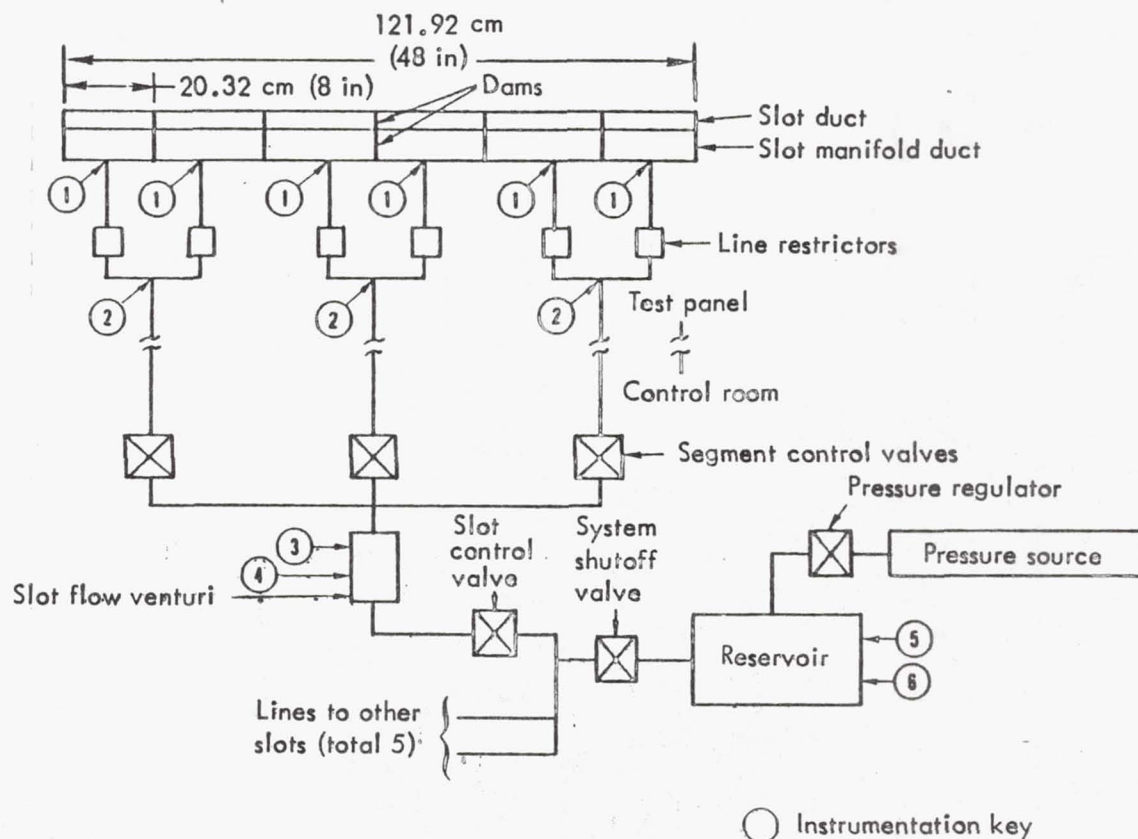 121.92 cm
(48 in)
20.32 cm (8 in)
Dams
Slot duct
Slot manifold duct
1 1 1 1 1 1
Line restrictors
2 2 2
Test panel
Control room
Segment control valves
Pressure regulator
Pressure source
3
4
Slot flow venturi
Slot
control
valve
System
shutoff
valve
Reservoir
5
6
Lines to other
slots (total 5)
Instrumentation key